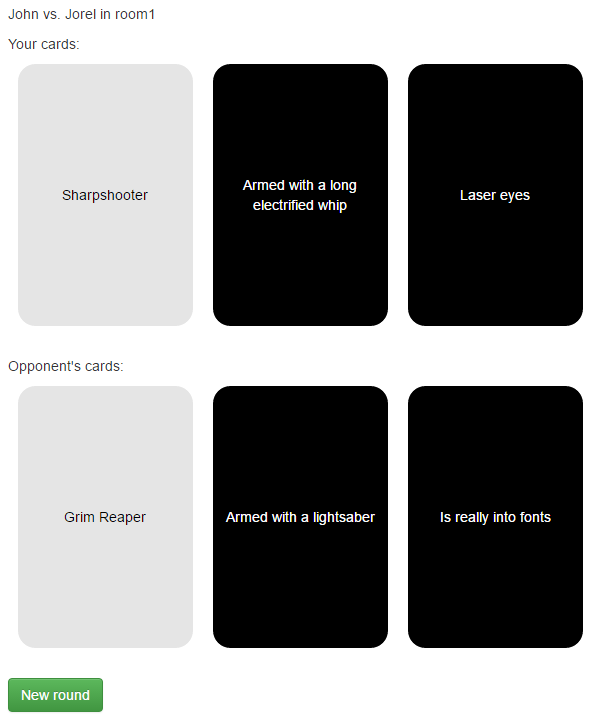 John vs. Jorel in room1
Your cards:
Sharpshooter
Armed with a long
electrified whip
Laser eyes
Opponent's cards:
Grim Reaper
Armed with a lightsaber
Is really into fonts
New round